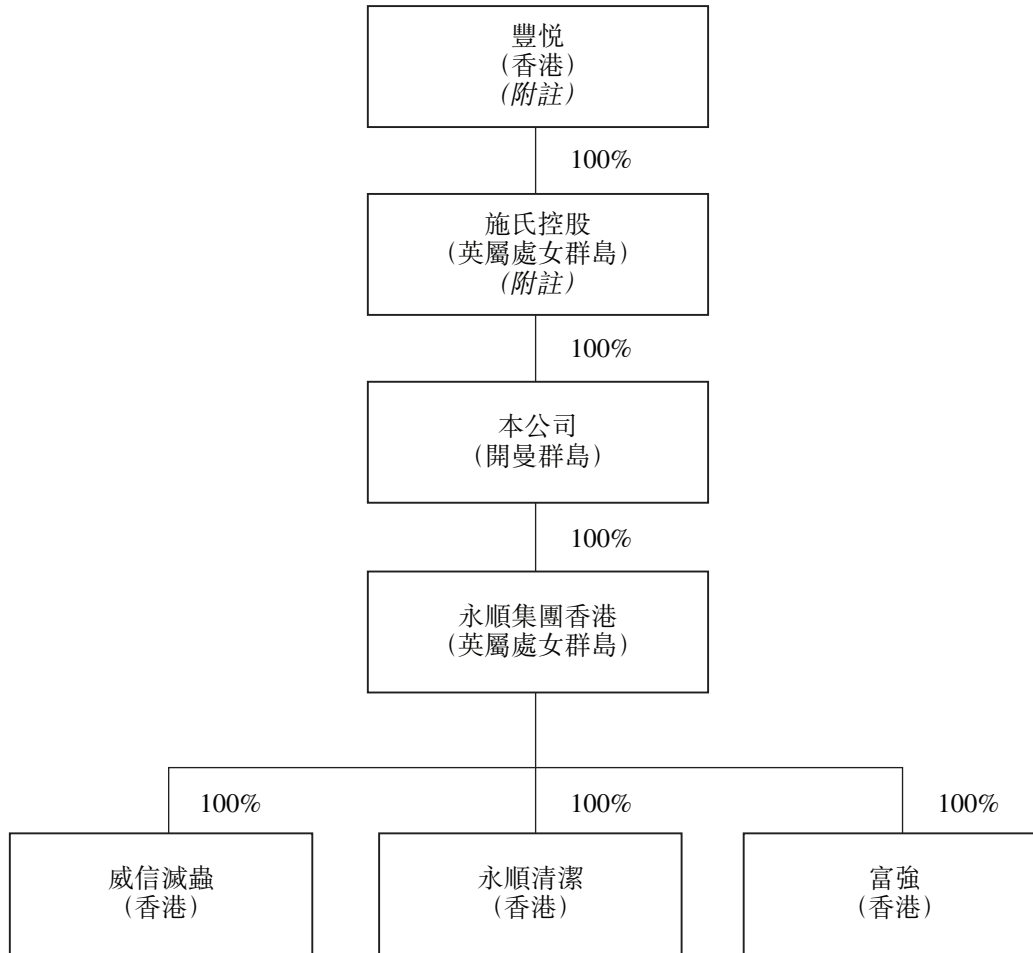 豐悦
(香港)
(附註)
100%
施氏控股
(英屬處女群島)
(附註)
100%
本公司
(開曼群島)
100%
永順集團香港
(英屬處女群島)
100%
100%
100%
威信滅蟲
(香港)
永順清潔
(香港)
富強
(香港)